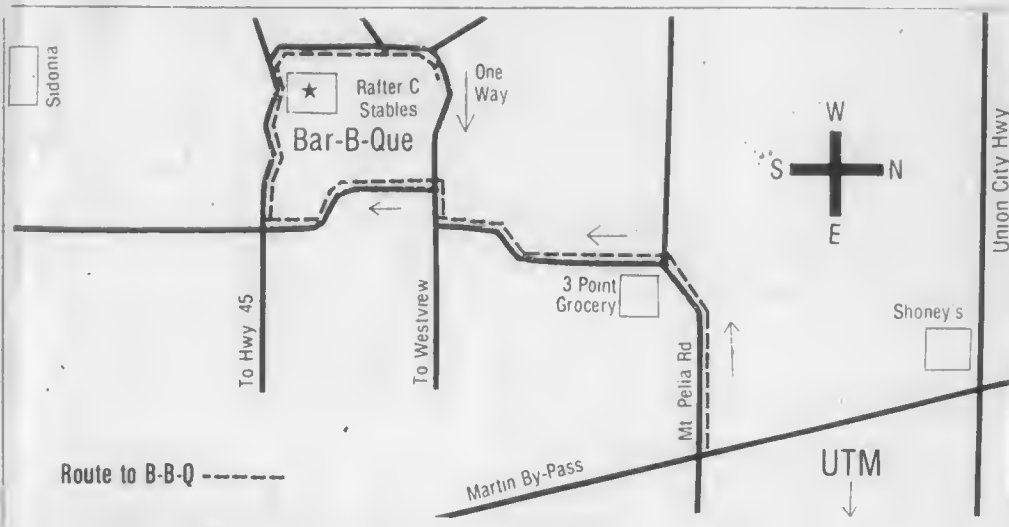 Sidonia
Rafter C
Stables
Bar-B-Que
One
Way
W
S N
E
Union City Hwy
3 Point
Grocery
Shoney's
To Hwy 45
To Westview
Mt Pelia Rd
Martin By-Pass
UTM
Route to B-B-Q